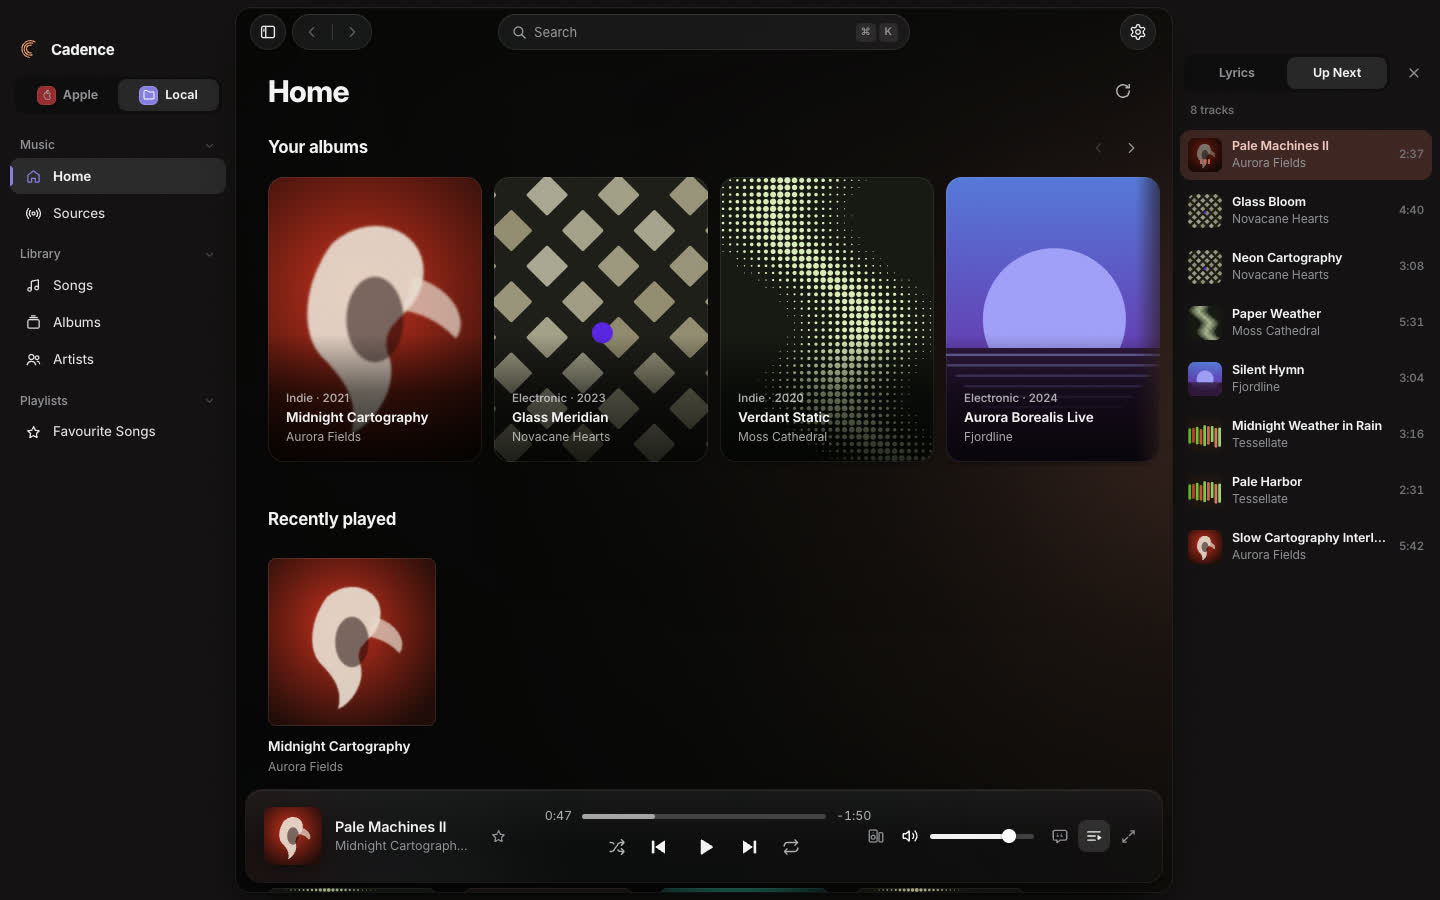 Cadence
Apple
Local
Music
Home
Sources
Library
Songs
Albums
Artists
Playlists
Favourite Songs
Search
⌘ K
Home
Your albums
Indie · 2021
Midnight Cartography
Aurora Fields
Electronic · 2023
Glass Meridian
Novacane Hearts
Indie · 2020
Verdant Static
Moss Cathedral
Electronic · 2024
Aurora Borealis Live
Fjordline
Recently played
Midnight Cartography
Aurora Fields
Pale Machines II
Midnight Cartograph...
0:47
-1:50
Lyrics
Up Next
8 tracks
Pale Machines II
Aurora Fields
2:37
Glass Bloom
Novacane Hearts
4:40
Neon Cartography
Novacane Hearts
3:08
Paper Weather
Moss Cathedral
5:31
Silent Hymn
Fjordline
3:04
Midnight Weather in Rain
Tessellate
3:16
Pale Harbor
Tessellate
2:31
Slow Cartography Interl...
Aurora Fields
5:42